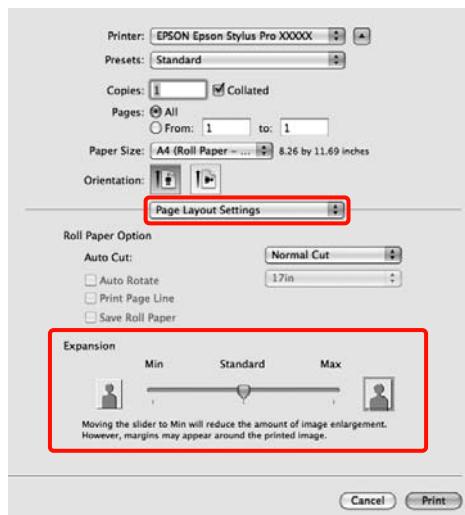 Printer: EPSON Epson Stylus Pro XXXXX
Presets: Standard
Copies: 1 Collated
Pages: All
From: 1 to: 1
Paper Size: A4 (Roll Paper – ... 8.26 by 11.69 inches
Orientation:
Page Layout Settings
Roll Paper Option
Auto Cut: Normal Cut
Auto Rotate 17in
Print Page Line
Save Roll Paper
Expansion
Min Standard Max
Moving the slider to Min will reduce the amount of image enlargement.
However, margins may appear around the printed image.
Cancel Print